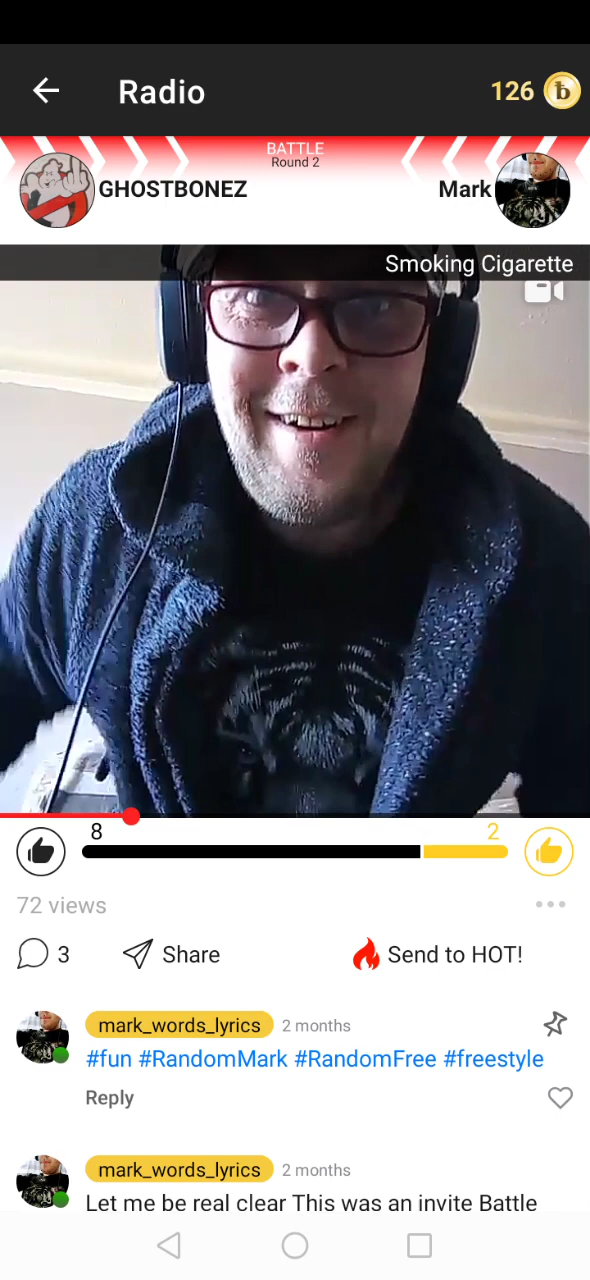 Radio
126
BATTLE
Round 2
GHOSTBONEZ
Mark
Smoking Cigarette
8
2
72 views
3
Share
Send to HOT!
mark_words_lyrics 2 months
#fun #RandomMark #RandomFree #freestyle
Reply
mark_words_lyrics 2 months
Let me be real clear This was an invite Battle